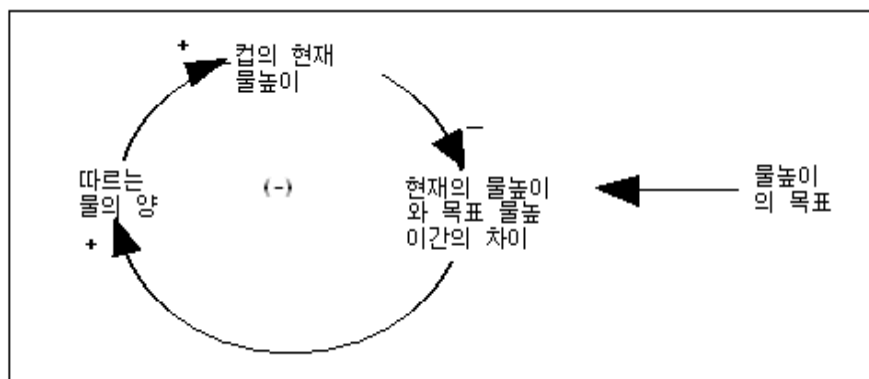 +
컵의 현재
물높이
−
따르는
물의 양
(-)
현재의 물높이
와 목표 물높
이간의 차이
물높이
의 목표
+